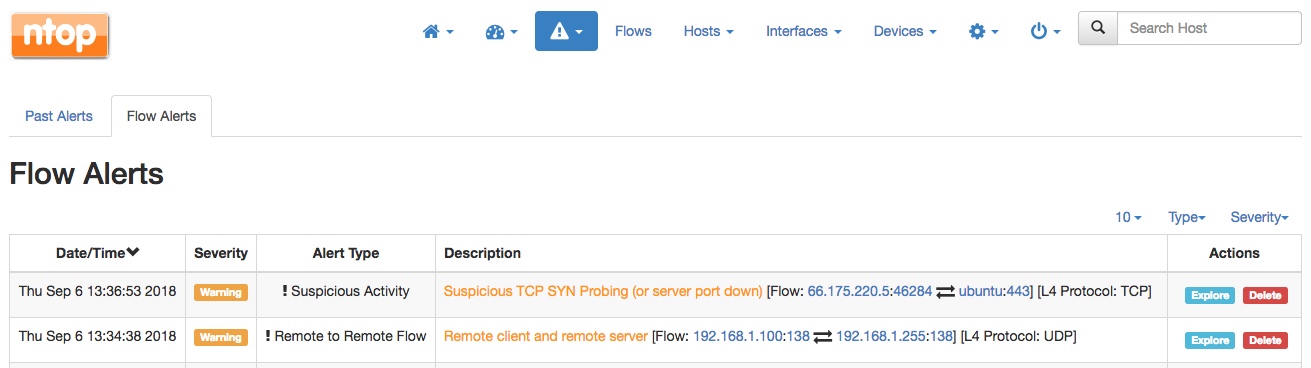 ntop
Flows Hosts Interfaces Devices Search Host
Past Alerts Flow Alerts
Flow Alerts
10 Type Severity
Date/Time Severity Alert Type Description Actions
Thu Sep 6 13:36:53 2018 Warning ! Suspicious Activity Suspicious TCP SYN Probing (or server port down) [Flow: 66.175.220.5:46284 ⇄ ubuntu:443] [L4 Protocol: TCP] Explore Delete
Thu Sep 6 13:34:38 2018 Warning ! Remote to Remote Flow Remote client and remote server [Flow: 192.168.1.100:138 ⇄ 192.168.1.255:138] [L4 Protocol: UDP] Explore Delete